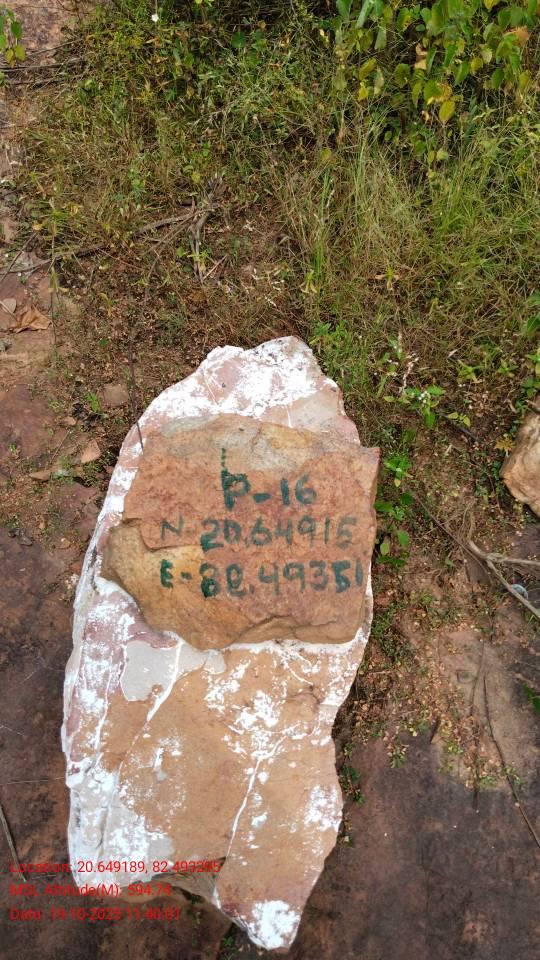 P-16
N-20.64915
E-82.49351
Location: 20.649189, 82.493395
MSL Altitude(M): 594.74
Date: 19-10-2025 11:40:01